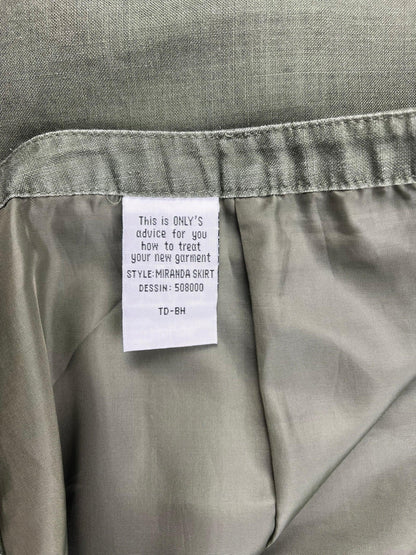 This is ONLY'S
advice for you
how to treat
your new garment
STYLE: MIRANDA SKIRT
DESSIN: 508000
TD-BH